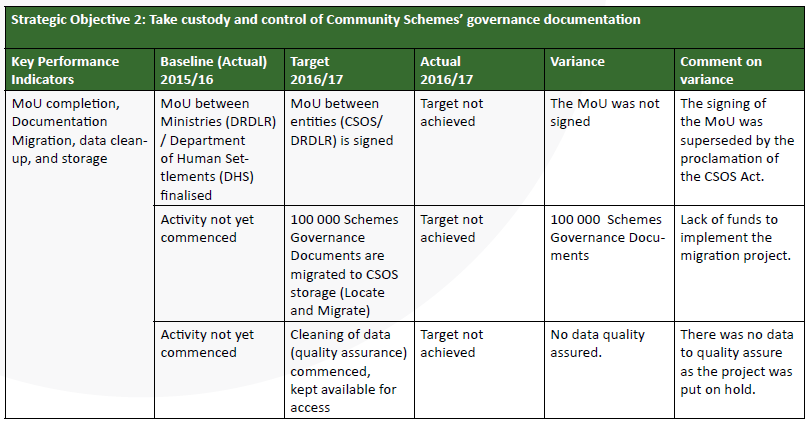 Strategic Objective 2: Take custody and control of Community Schemes’ governance documentation
Key Performance
Indicators
Baseline (Actual)
2015/16
Target
2016/17
Actual
2016/17
Variance
Comment on
variance
MoU completion,
Documentation
Migration, data clean-
up, and storage
MoU between
Ministries (DRDLR)
/ Department
of Human Set-
tlements (DHS)
finalised
MoU between
entities (CSOS/
DRDLR) is signed
Target not
achieved
The MoU was not
signed
The signing of
the MoU was
superseded by the
proclamation of
the CSOS Act.
Activity not yet
commenced
100 000 Schemes
Governance
Documents are
migrated to CSOS
storage (Locate
and Migrate)
Target not
achieved
100 000 Schemes
Governance Docu-
ments
Lack of funds to
implement the
migration project.
Activity not yet
commenced
Cleaning of data
(quality assurance)
commenced,
kept available for
access
Target not
achieved
No data quality
assured.
There was no data
to quality assure
as the project was
put on hold.